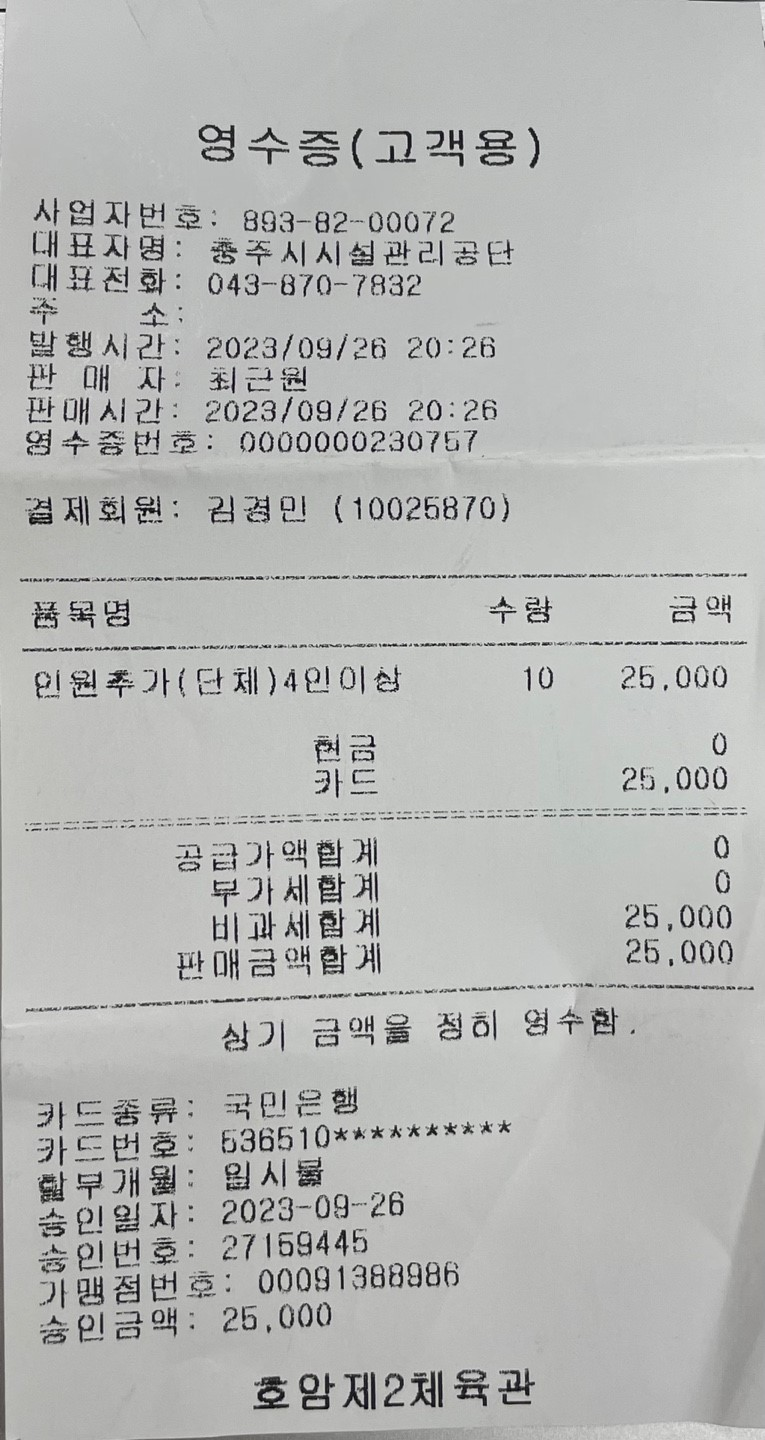 영수증(고객용)
사업자번호: 893-82-00072
대표자명: 충주시시설관리공단
대표전화: 043-870-7832
주 소:
발행시간: 2023/09/26 20:26
판 매 자: 최근원
판매시간: 2023/09/26 20:26
영수증번호: 0000000230757
결제회원: 김경민 (10025870)
품목명 수량 금액
인원추가(단체)4인이상 10 25,000
현금 0
카드 25,000
공급가액합계 0
부가세합계 0
비과세합계 25,000
판매금액합계 25,000
상기 금액을 정히 영수함.
카드종류: 국민은행
카드번호: 536510**********
할부개월: 일시불
승인일자: 2023-09-26
승인번호: 27159445
가맹점번호: 00091388986
승인금액: 25,000
호암제2체육관